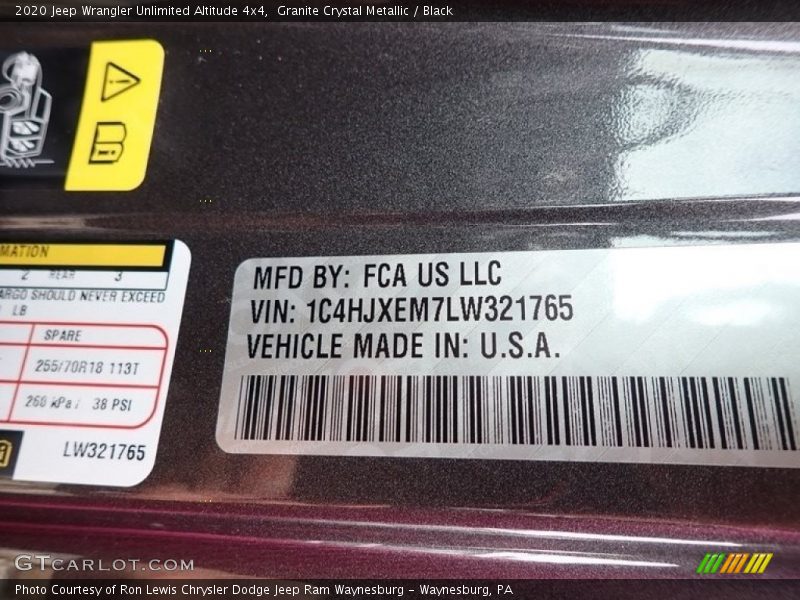 2020 Jeep Wrangler Unlimited Altitude 4x4, Granite Crystal Metallic / Black
MATION
2 REAR 3
ARGO SHOULD NEVER EXCEED
LB
SPARE
255/70R18 113T
260 kPa / 38 PSI
LW321765
MFD BY: FCA US LLC
VIN: 1C4HJXEM7LW321765
VEHICLE MADE IN: U.S.A.
GTCARLOT.COM
Photo Courtesy of Ron Lewis Chrysler Dodge Jeep Ram Waynesburg - Waynesburg, PA